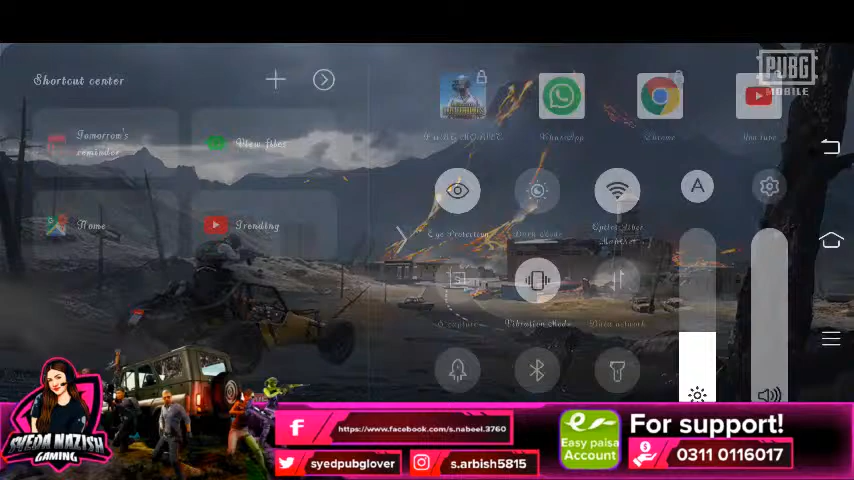 Shortcut center
PUBG
MOBILE
PUBG MOBILE
WhatsApp
Chrome
YouTube
Tomorrow's
reminder
View files
Eye Protection
Dark Mode
A
Home
Trending
S-capture
Vibration Mode
Data network
SYEDA NAZISH
GAMING
https://www.facebook.com/s.nabeel.3760
syedpubglover
s.arbish5815
Easy paisa
Account
For support!
0311 0116017